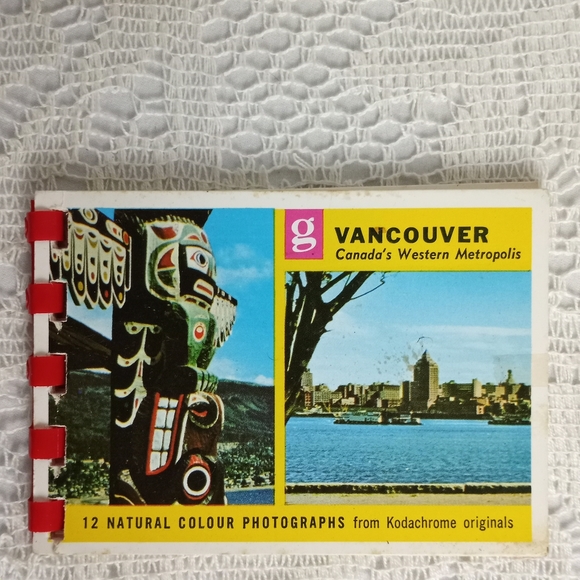 g
VANCOUVER
Canada's Western Metropolis
12 NATURAL COLOUR PHOTOGRAPHS from Kodachrome originals